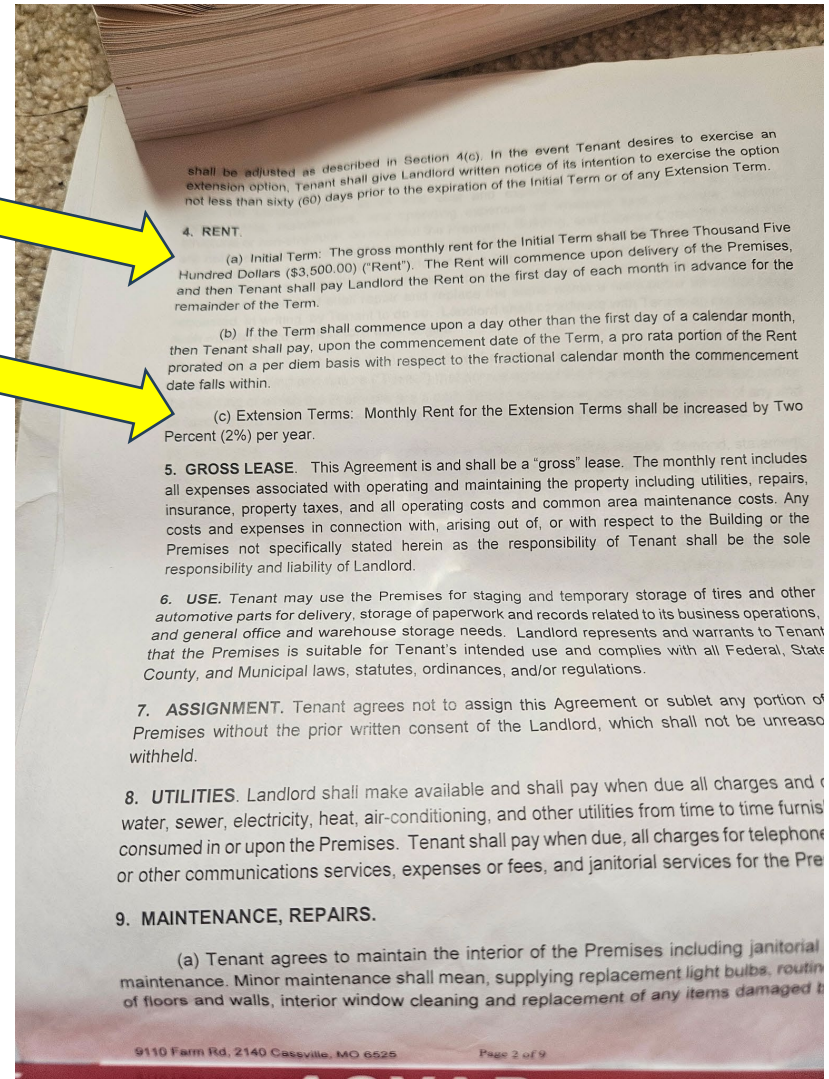 shall be adjusted as described in Section 4(c). In the event Tenant desires to exercise an
extension option, Tenant shall give Landlord written notice of its intention to exercise the option
not less than sixty (60) days prior to the expiration of the Initial Term or of any Extension Term.
4. RENT.
(a) Initial Term: The gross monthly rent for the Initial Term shall be Three Thousand Five
Hundred Dollars ($3,500.00) ("Rent"). The Rent will commence upon delivery of the Premises,
and then Tenant shall pay Landlord the Rent on the first day of each month in advance for the
remainder of the Term.
(b) If the Term shall commence upon a day other than the first day of a calendar month,
then Tenant shall pay, upon the commencement date of the Term, a pro rata portion of the Rent
prorated on a per diem basis with respect to the fractional calendar month the commencement
date falls within.
(c) Extension Terms: Monthly Rent for the Extension Terms shall be increased by Two
Percent (2%) per year.
5. GROSS LEASE. This Agreement is and shall be a "gross" lease. The monthly rent includes
all expenses associated with operating and maintaining the property including utilities, repairs,
insurance, property taxes, and all operating costs and common area maintenance costs. Any
costs and expenses in connection with, arising out of, or with respect to the Building or the
Premises not specifically stated herein as the responsibility of Tenant shall be the sole
responsibility and liability of Landlord.
6. USE. Tenant may use the Premises for staging and temporary storage of tires and other
automotive parts for delivery, storage of paperwork and records related to its business operations,
and general office and warehouse storage needs. Landlord represents and warrants to Tenant
that the Premises is suitable for Tenant's intended use and complies with all Federal, State
County, and Municipal laws, statutes, ordinances, and/or regulations.
7. ASSIGNMENT. Tenant agrees not to assign this Agreement or sublet any portion of
Premises without the prior written consent of the Landlord, which shall not be unreaso
withheld.
8. UTILITIES. Landlord shall make available and shall pay when due all charges and
water, sewer, electricity, heat, air-conditioning, and other utilities from time to time furnis
consumed in or upon the Premises. Tenant shall pay when due, all charges for telephone
or other communications services, expenses or fees, and janitorial services for the Pre
9. MAINTENANCE, REPAIRS.
(a) Tenant agrees to maintain the interior of the Premises including janitorial
maintenance. Minor maintenance shall mean, supplying replacement light bulbs, routin
of floors and walls, interior window cleaning and replacement of any items damaged b
9110 Farm Rd, 2140 Cassville, MO 6525 Page 2 of 9